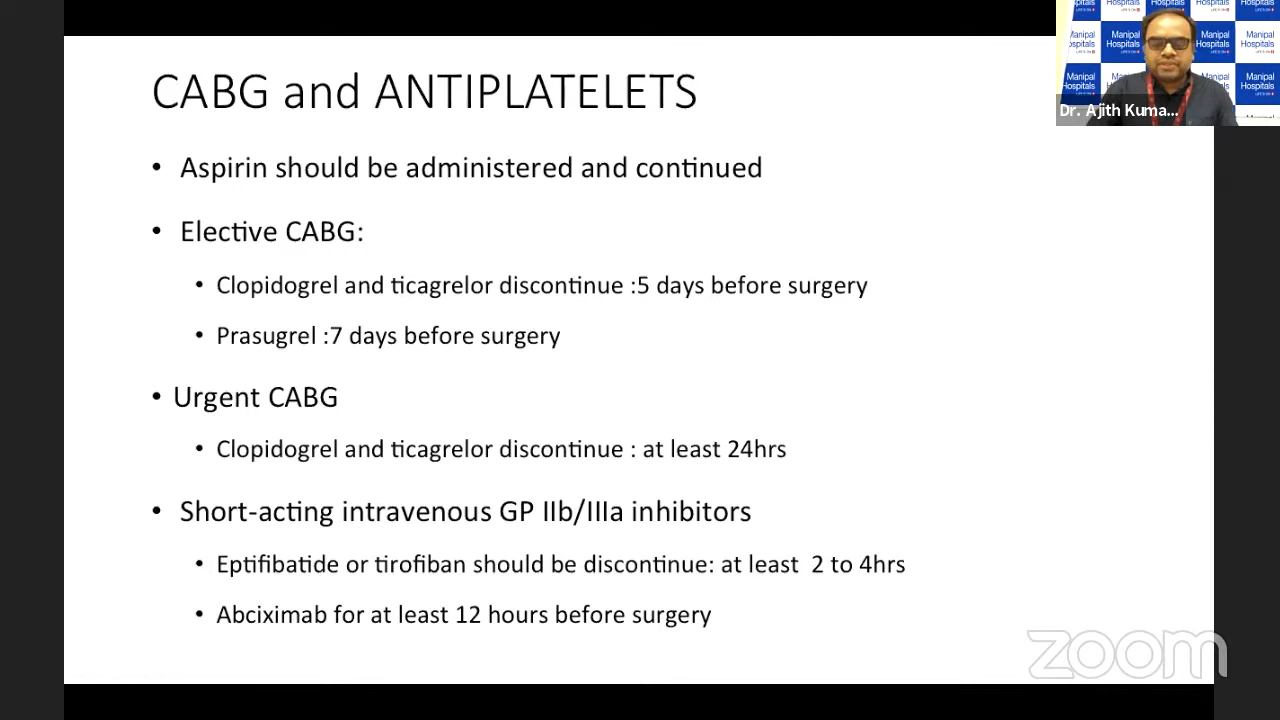 CABG and ANTIPLATELETS
• Aspirin should be administered and continued
• Elective CABG:
• Clopidogrel and ticagrelor discontinue :5 days before surgery
• Prasugrel :7 days before surgery
• Urgent CABG
• Clopidogrel and ticagrelor discontinue : at least 24hrs
• Short-acting intravenous GP IIb/IIIa inhibitors
• Eptifibatide or tirofiban should be discontinue: at least 2 to 4hrs
• Abciximab for at least 12 hours before surgery
Manipal
Hospitals
Dr. Ajith Kuma...
zoom